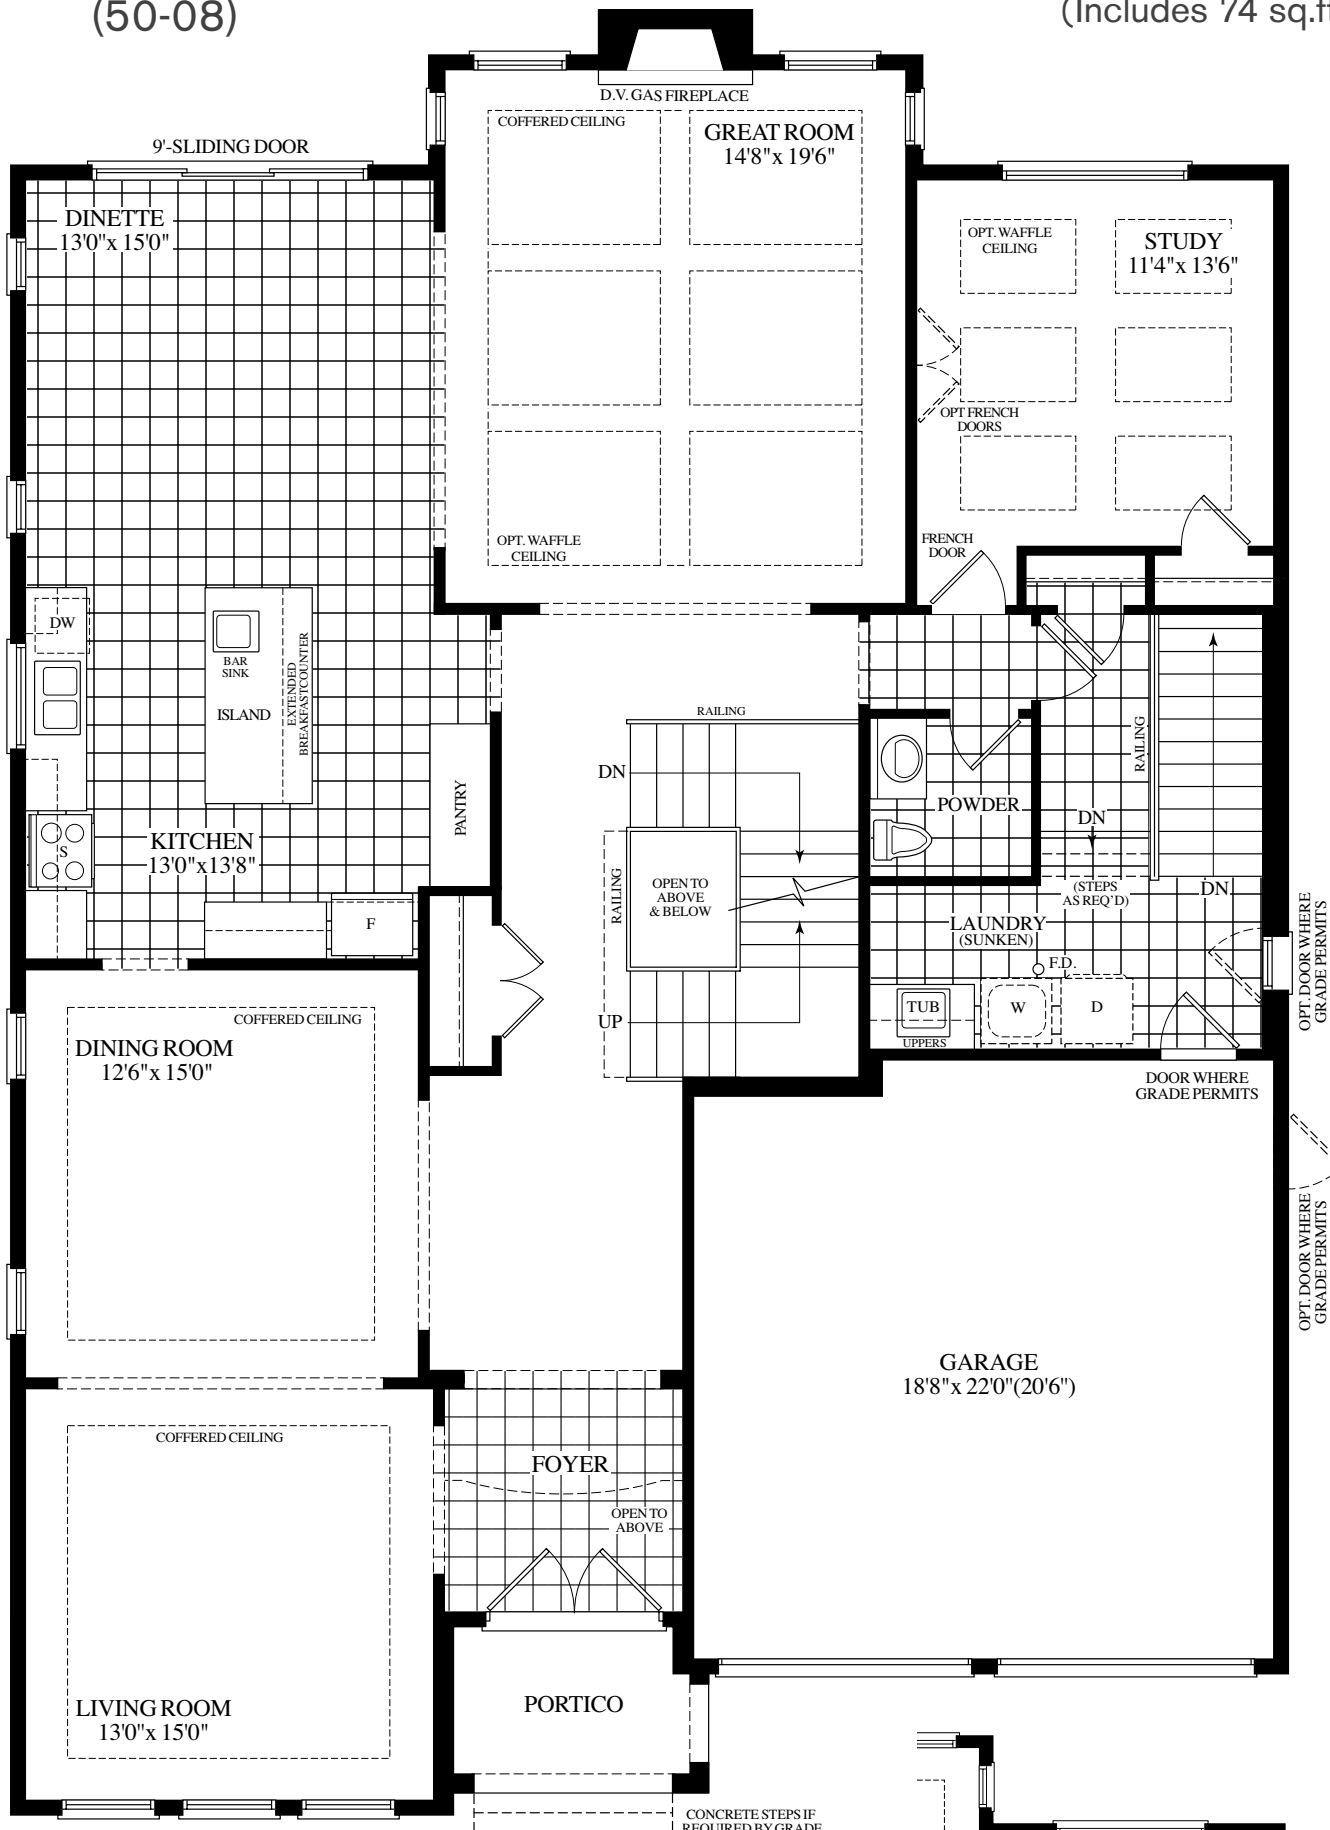 (50-08)
(Includes 74 sq.ft
D.V. GAS FIREPLACE
COFFERED CEILING
GREAT ROOM
14'8"x 19'6"
9'-SLIDING DOOR
DINETTE
13'0"x 15'0"
OPT. WAFFLE
CEILING
STUDY
11'4"x 13'6"
OPT FRENCH
DOORS
OPT. WAFFLE
CEILING
FRENCH
DOOR
DW
BAR
SINK
ISLAND
EXTENDED
BREAKFAST COUNTER
RAILING
RAILING
DN
PANTRY
POWDER
DN
S
KITCHEN
13'0"x13'8"
RAILING
OPEN TO
ABOVE
& BELOW
(STEPS
AS REQ'D)
DN
F
LAUNDRY
(SUNKEN)
F.D.
OPT. DOOR WHERE
GRADE PERMITS
UP
TUB
UPPERS
W
D
COFFERED CEILING
DINING ROOM
12'6"x 15'0"
DOOR WHERE
GRADE PERMITS
OPT. DOOR WHERE
GRADE PERMITS
GARAGE
18'8"x 22'0"(20'6")
COFFERED CEILING
FOYER
OPEN TO
ABOVE
LIVING ROOM
13'0"x 15'0"
PORTICO
CONCRETE STEPS IF
REQUIRED BY GRADE